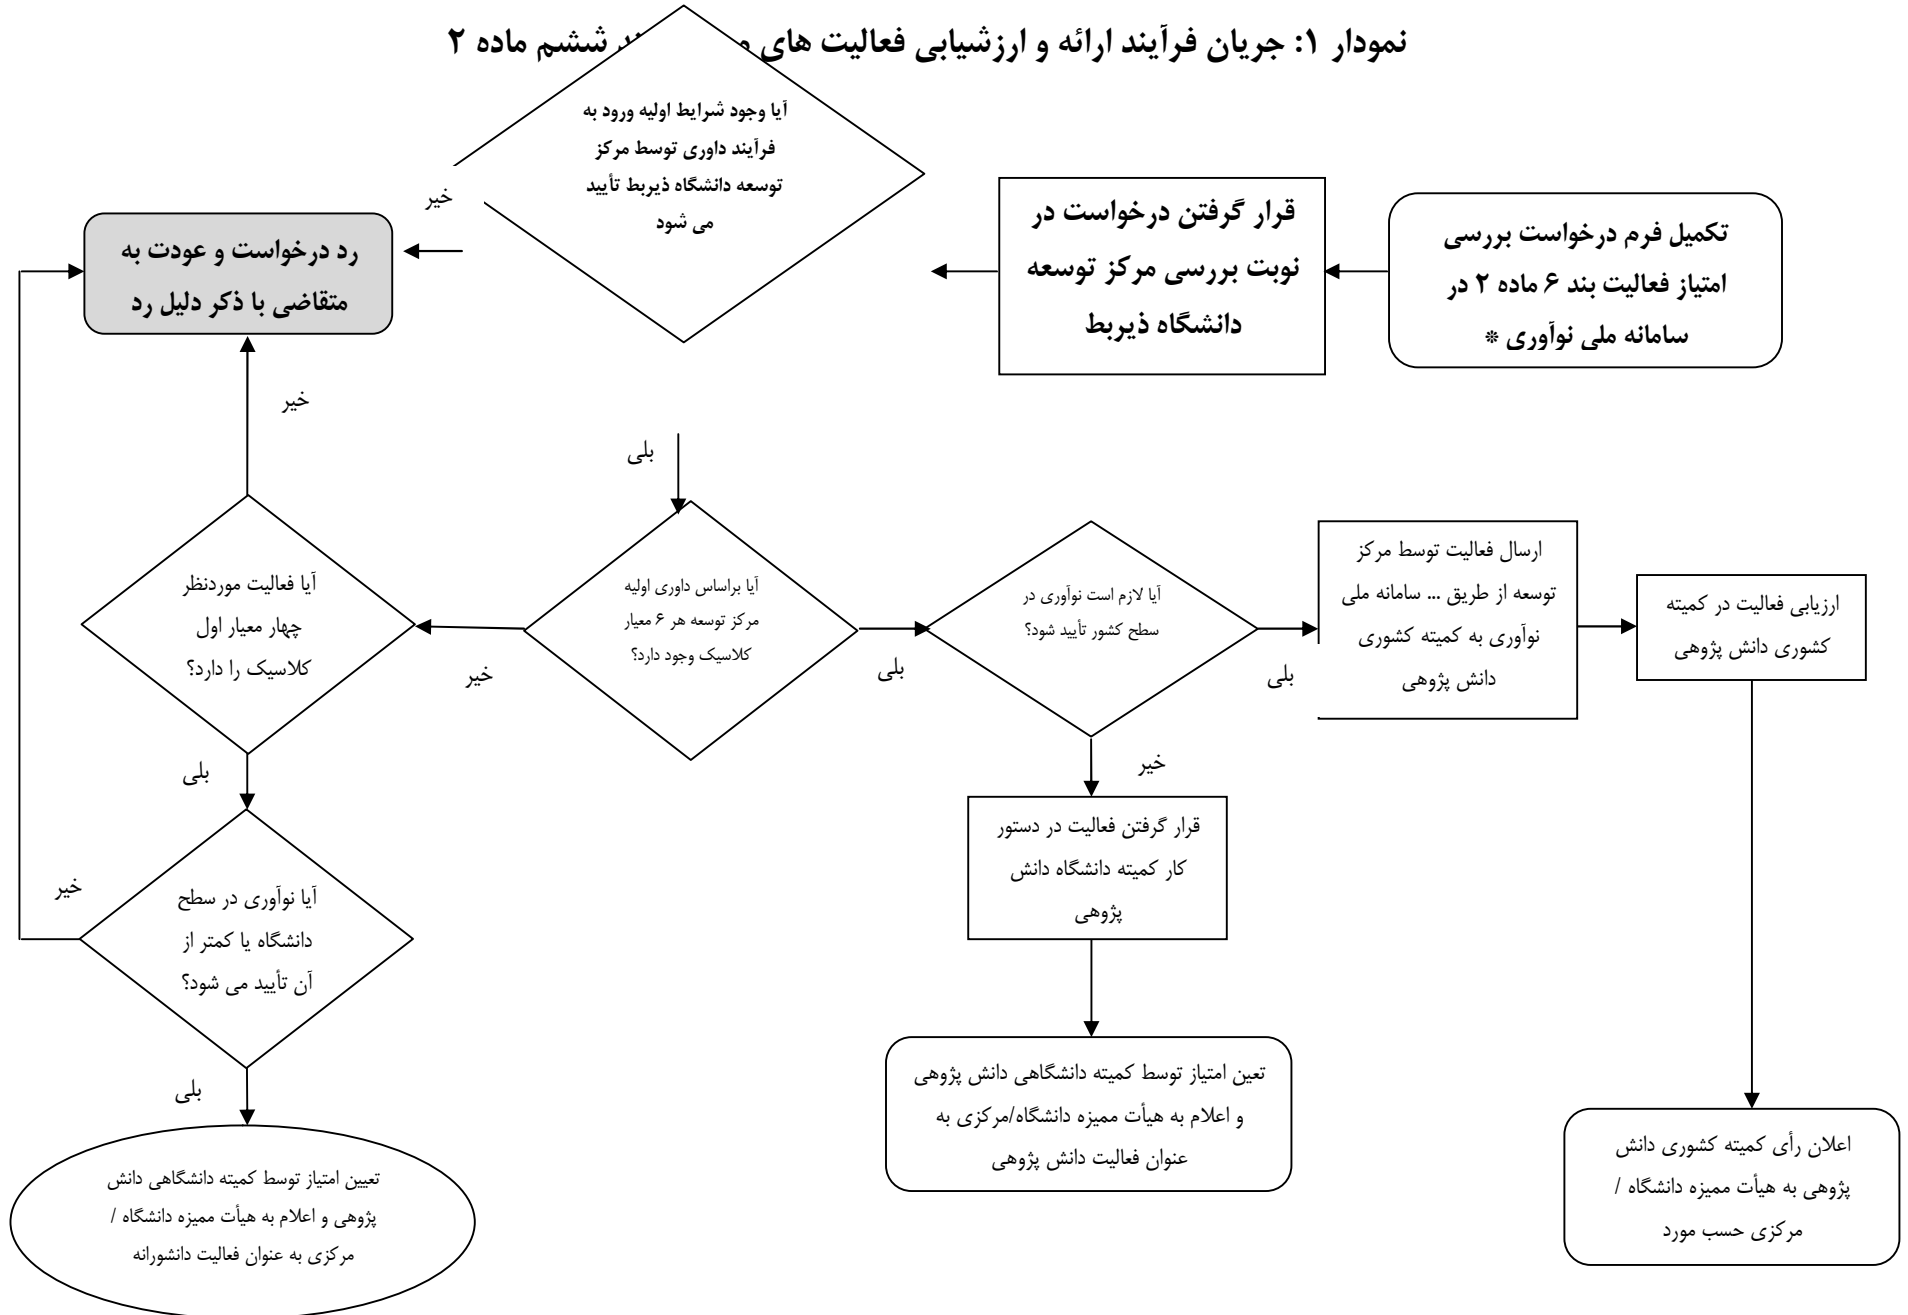 نمودار ۱: جریان فرآیند ارائه و ارزشیابی فعالیت های
ششم ماده ۲
تکمیل فرم درخواست بررسی
امتیاز فعالیت بند ۶ ماده ۲ در
سامانه ملی نوآوری *
قرار گرفتن درخواست در
نوبت بررسی مرکز توسعه
دانشگاه ذیربط
آیا وجود شرایط اولیه ورود به
فرآیند داوری توسط مرکز
توسعه دانشگاه ذیربط تأیید
می شود
خیر
رد درخواست و عودت به
متقاضی با ذکر دلیل رد
خیر
بلی
ارزیابی فعالیت در کمیته
کشوری دانش پژوهی
ارسال فعالیت توسط مرکز
توسعه از طریق ... سامانه ملی
نوآوری به کمیته کشوری
دانش پژوهی
بلی
آیا لازم است نوآوری در
سطح کشور تأیید شود؟
بلی
آیا براساس داوری اولیه
مرکز توسعه هر ۶ معیار
کلاسیک وجود دارد؟
خیر
آیا فعالیت موردنظر
چهار معیار اول
کلاسیک را دارد؟
خیر
بلی
قرار گرفتن فعالیت در دستور
کار کمیته دانشگاه دانش
پژوهی
آیا نوآوری در سطح
دانشگاه یا کمتر از
آن تأیید می شود؟
خیر
بلی
اعلان رأی کمیته کشوری دانش
پژوهی به هیأت ممیزه دانشگاه /
مرکزی حسب مورد
تعین امتیاز توسط کمیته دانشگاهی دانش پژوهی
و اعلام به هیأت ممیزه دانشگاه/مرکزی به
عنوان فعالیت دانش پژوهی
تعیین امتیاز توسط کمیته دانشگاهی دانش
پژوهی و اعلام به هیأت ممیزه دانشگاه /
مرکزی به عنوان فعالیت دانشورانه